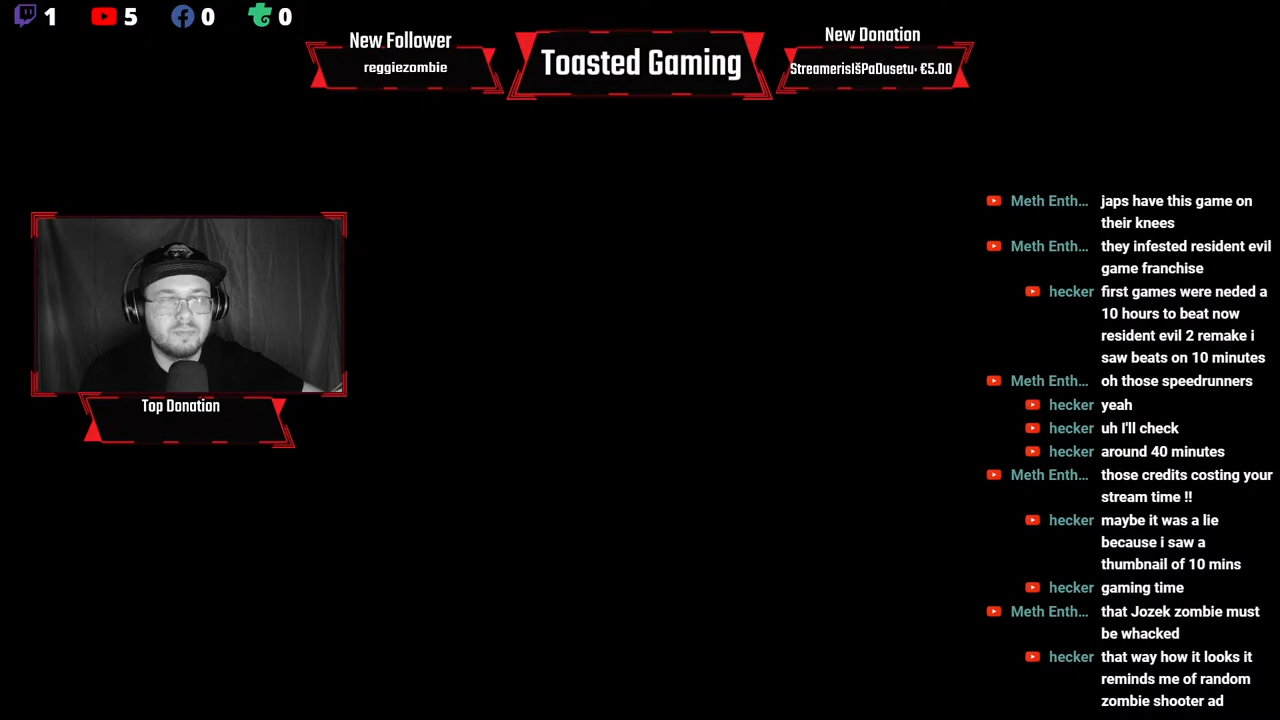 1
5
0
0
New Follower
reggiezombie
Toasted Gaming
New Donation
StreamerisIšPaDusetu• €5.00
Top Donation
Meth Enth... japs have this game on
their knees
Meth Enth... they infested resident evil
game franchise
hecker first games were neded a
10 hours to beat now
resident evil 2 remake i
saw beats on 10 minutes
Meth Enth... oh those speedrunners
hecker yeah
hecker uh I'll check
hecker around 40 minutes
Meth Enth... those credits costing your
stream time !!
hecker maybe it was a lie
because i saw a
thumbnail of 10 mins
hecker gaming time
Meth Enth... that Jozek zombie must
be whacked
hecker that way how it looks it
reminds me of random
zombie shooter ad